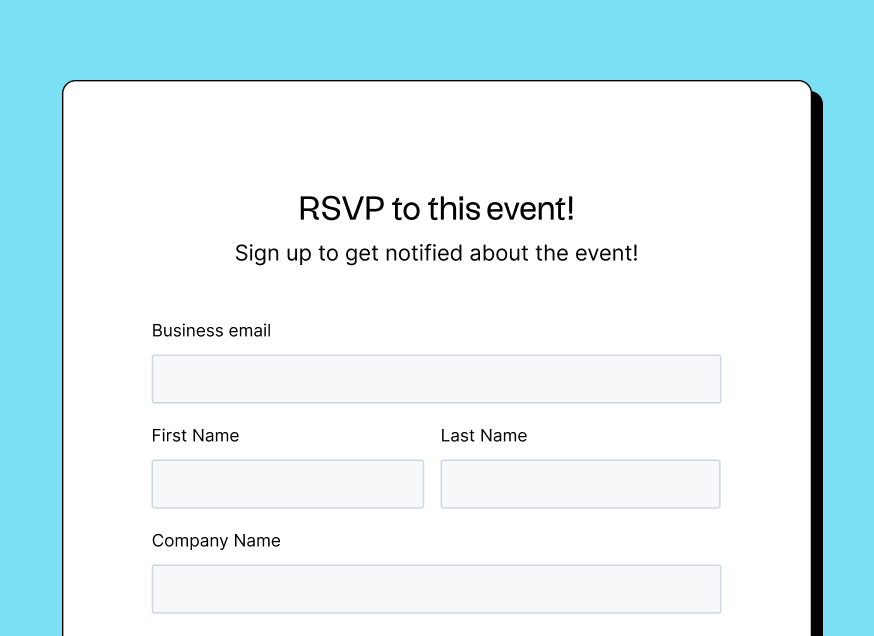 RSVP to this event!
Sign up to get notified about the event!
Business email
First Name
Last Name
Company Name